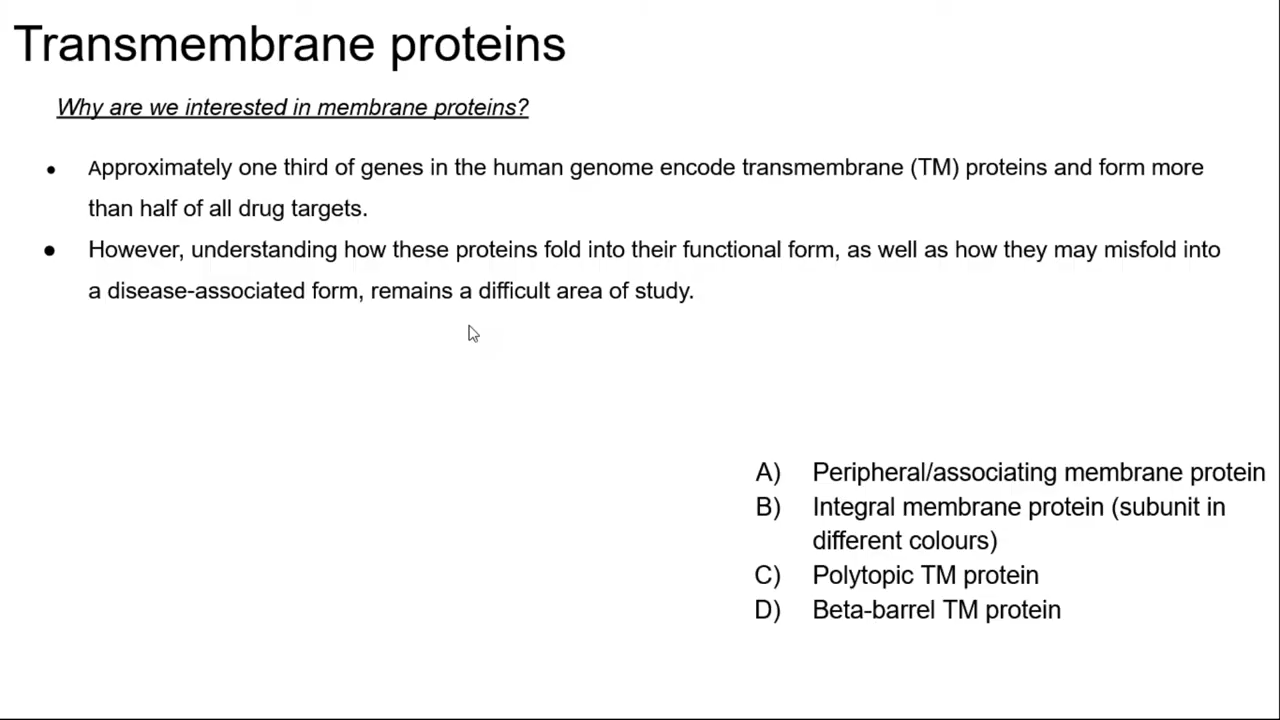 Transmembrane proteins
Why are we interested in membrane proteins?
• Approximately one third of genes in the human genome encode transmembrane (TM) proteins and form more
than half of all drug targets.
• However, understanding how these proteins fold into their functional form, as well as how they may misfold into
a disease-associated form, remains a difficult area of study.
A) Peripheral/associating membrane protein
B) Integral membrane protein (subunit in
different colours)
C) Polytopic TM protein
D) Beta-barrel TM protein